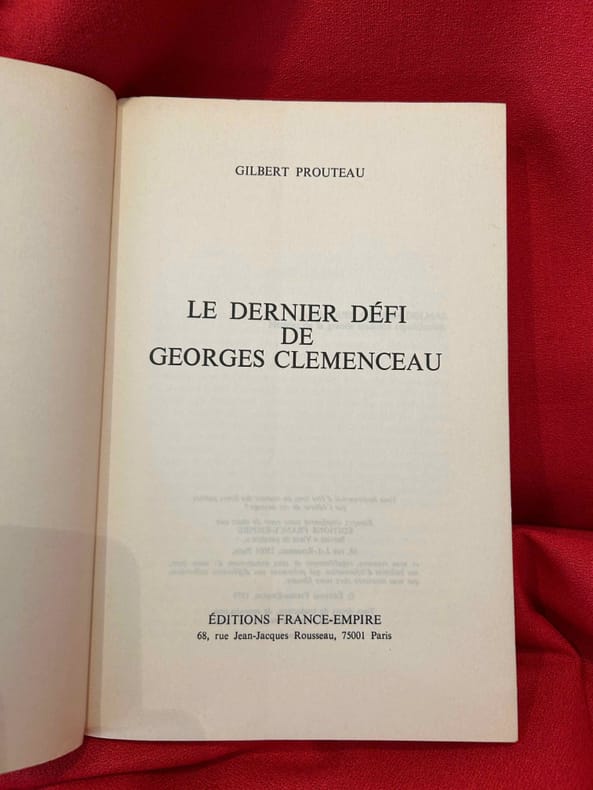 GILBERT PROUTEAU
LE DERNIER DÉFI
DE
GEORGES CLEMENCEAU
ÉDITIONS FRANCE-EMPIRE
68, rue Jean-Jacques Rousseau, 75001 Paris